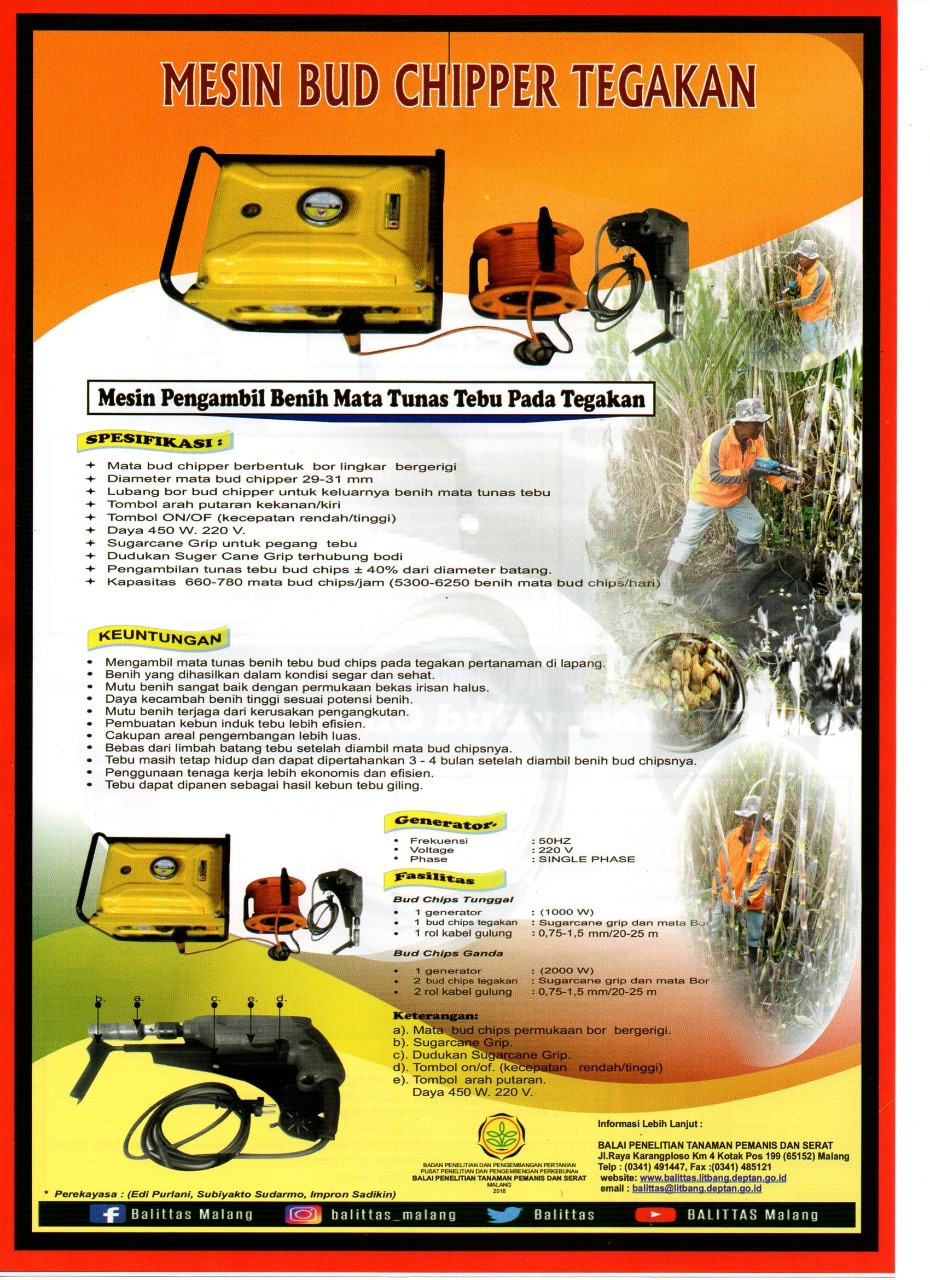 MESIN BUD CHIPPER TEGAKAN
Mesin Pengambil Benih Mata Tunas Tebu Pada Tegakan
SPESIFIKASI :
Mata bud chipper berbentuk bor lingkar bergerigi
Diameter mata bud chipper 29-31 mm
Lubang bor bud chipper untuk keluarnya benih mata tunas tebu
Tombol arah putaran kekanan/kiri
Tombol ON/OF (kecepatan rendah/tinggi)
Daya 450 W. 220 V.
Sugarcane Grip untuk pegang tebu
Dudukan Suger Cane Grip terhubung bodi
Pengambilan tunas tebu bud chips ± 40% dari diameter batang.
Kapasitas 660-780 mata bud chips/jam (5300-6250 benih mata bud chips/hari)
KEUNTUNGAN
• Mengambil mata tunas benih tebu bud chips pada tegakan pertanaman di lapang.
• Benih yang dihasilkan dalam kondisi segar dan sehat.
• Mutu benih sangat baik dengan permukaan bekas irisan halus.
• Daya kecambah benih tinggi sesuai potensi benih.
• Mutu benih terjaga dari kerusakan pengangkutan.
• Pembuatan kebun induk tebu lebih efisien.
• Cakupan areal pengembangan lebih luas.
• Bebas dari limbah batang tebu setelah diambil mata bud chipsnya.
• Tebu masih tetap hidup dan dapat dipertahankan 3 - 4 bulan setelah diambil benih bud chipsnya.
• Penggunaan tenaga kerja lebih ekonomis dan efisien.
• Tebu dapat dipanen sebagai hasil kebun tebu giling.
Generator.
• Frekuensi : 50HZ
• Voltage : 220 V
• Phase : SINGLE PHASE
Fasilitas
Bud Chips Tunggal
• 1 generator : (1000 W)
• 1 bud chips tegakan : Sugarcane grip dan mata Bor
• 1 rol kabel gulung : 0,75-1,5 mm/20-25 m
Bud Chips Ganda
• 1 generator : (2000 W)
• 2 bud chips tegakan : Sugarcane grip dan mata Bor
• 2 rol kabel gulung : 0,75-1,5 mm/20-25 m
b. a. c. e. d.
Keterangan:
a). Mata bud chips permukaan bor bergerigi.
b). Sugarcane Grip.
c). Dudukan Sugarcane Grip.
d). Tombol on/of. (kecepatan rendah/tinggi)
e). Tombol arah putaran.
Daya 450 W. 220 V.
BADAN PENELITIAN DAN PENGEMBANGAN PERTANIAN
PUSAT PENELITIAN DAN PENGEMBENGAN PERKEBUNAN
BALAI PENELITIAN TANAMAN PEMANIS DAN SERAT
MALANG
2018
Informasi Lebih Lanjut :
BALAI PENELITIAN TANAMAN PEMANIS DAN SERAT
Jl.Raya Karangploso Km 4 Kotak Pos 199 (65152) Malang
Telp : (0341) 491447, Fax :(0341) 485121
website: www.balittas.litbang.deptan.go.id
email : balittas@litbang.deptan.go.id
* Perekayasa : (Edi Purlani, Subiyakto Sudarmo, Impron Sadikin)
Balittas Malang balittas_malang Balittas BALITTAS Malang